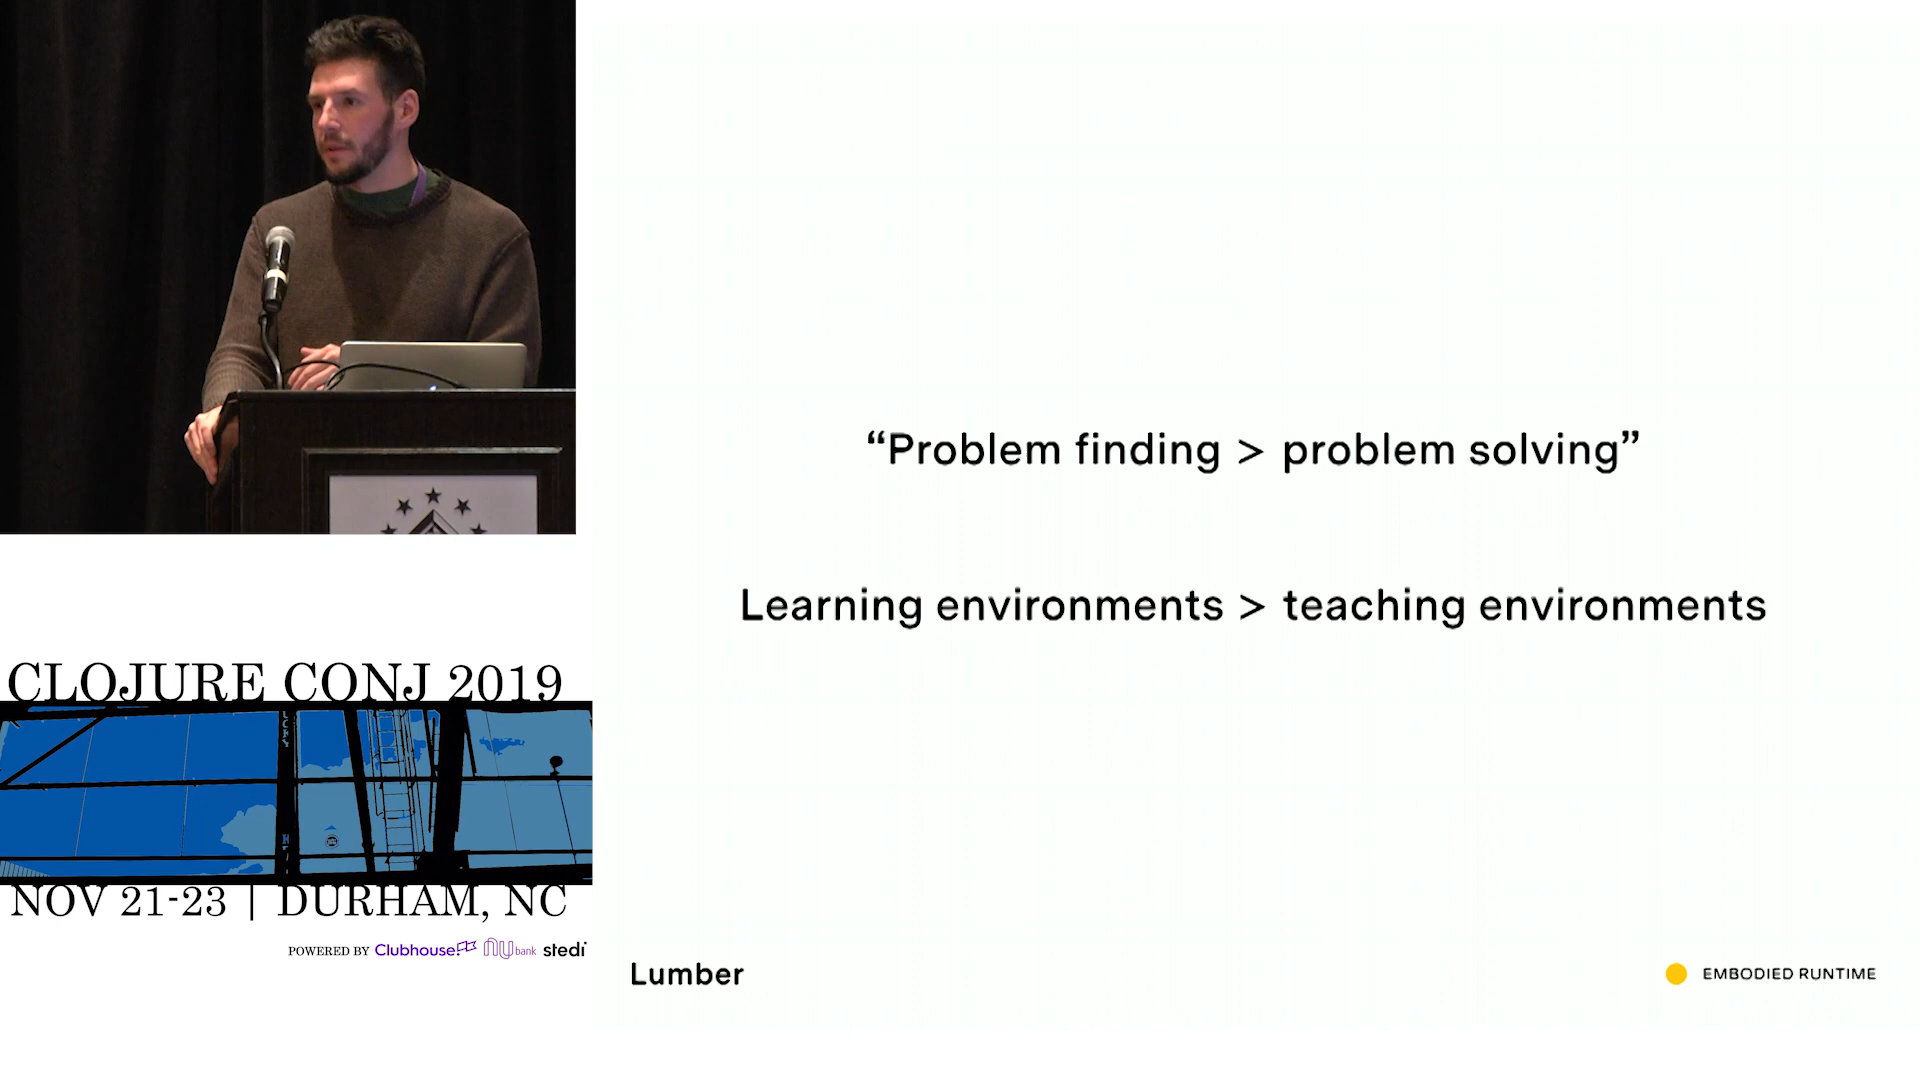 “Problem finding > problem solving”
Learning environments > teaching environments
CLOJURE CONJ 2019
NOV 21-23 | DURHAM, NC
POWERED BY Clubhouse nu bank stedi
Lumber
EMBODIED RUNTIME